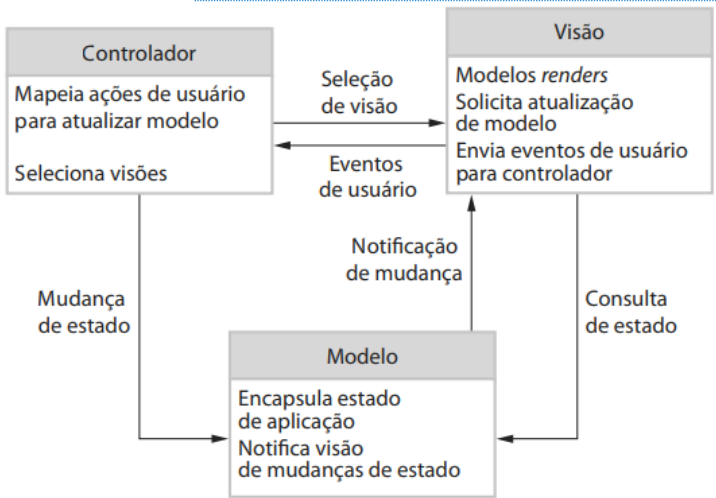 Controlador
Mapeia ações de usuário
para atualizar modelo
Seleciona visões
Seleção
de visão
Eventos
de usuário
Visão
Modelos renders
Solicita atualização
de modelo
Envia eventos de usuário
para controlador
Mudança
de estado
Notificação
de mudança
Consulta
de estado
Modelo
Encapsula estado
de aplicação
Notifica visão
de mudanças de estado